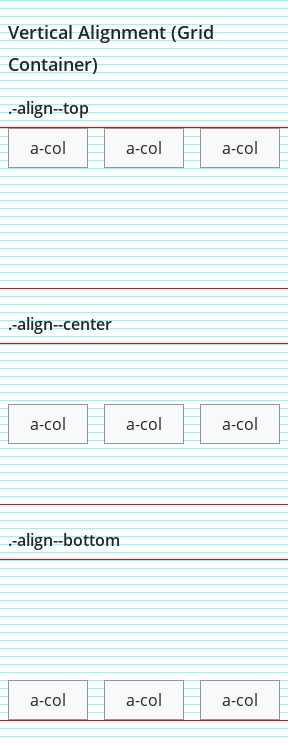 Vertical Alignment (Grid
Container)
.-align--top
a-col a-col a-col
.-align--center
a-col a-col a-col
.-align--bottom
a-col a-col a-col